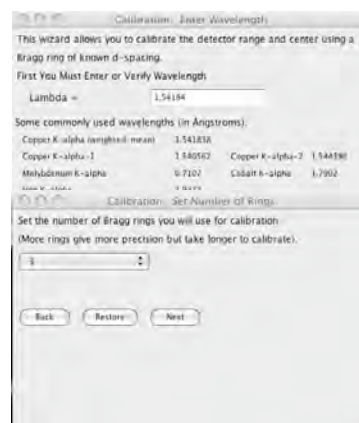 Calibration: Enter Wavelength
This wizard allows you to calibrate the detector range and center using a
Bragg ring of known d-spacing.
First You Must Enter or Verify Wavelength
Lambda = 1.54184
Some commonly used wavelengths (in Angstroms):
Copper K-alpha (weighted mean) 1.541838
Copper K-alpha-1 1.540562 Copper K-alpha-2 1.544390
Molybdenum K-alpha 0.7107 Cobalt K-alpha 1.7902
Calibration: Set Number of Rings
Set the number of Bragg rings you will use for calibration
(More rings give more precision but take longer to calibrate).
Back Restore Next